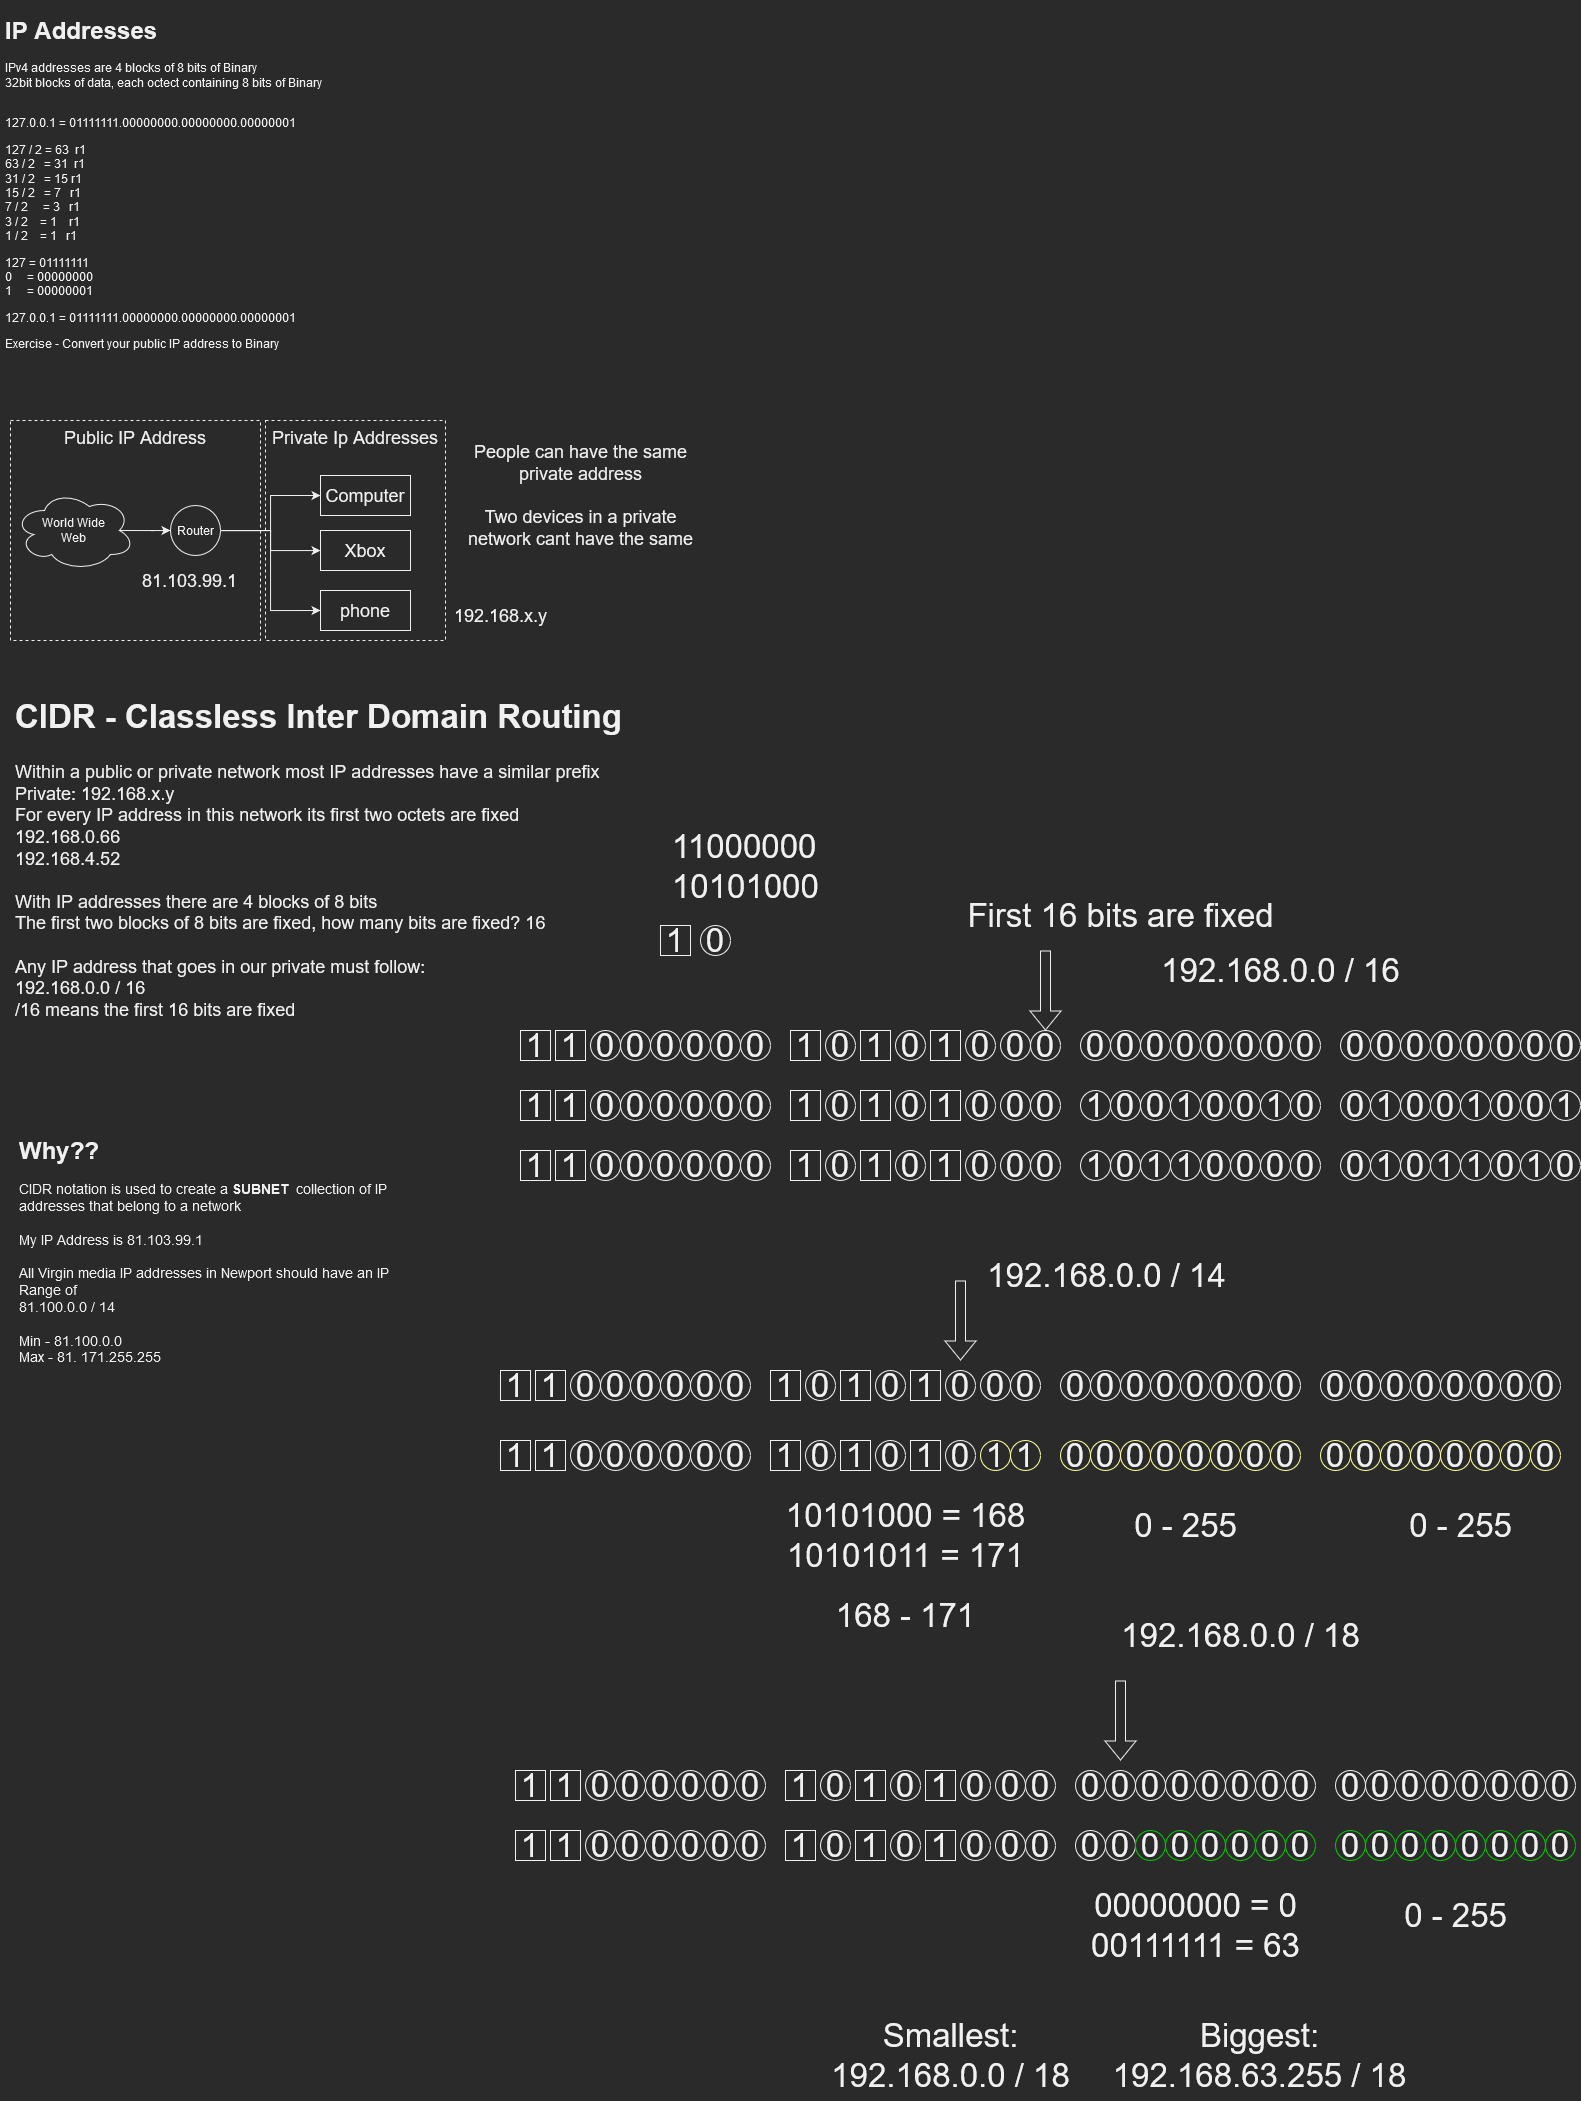 IP Addresses
IPv4 addresses are 4 blocks of 8 bits of Binary
32bit blocks of data, each octect containing 8 bits of Binary
127.0.0.1 = 01111111.00000000.00000000.00000001
127 / 2 = 63 r1
63 / 2 = 31 r1
31 / 2 = 15 r1
15 / 2 = 7 r1
7 / 2 = 3 r1
3 / 2 = 1 r1
1 / 2 = 1 r1
127 = 01111111
0 = 00000000
1 = 00000001
127.0.0.1 = 01111111.00000000.00000000.00000001
Exercise - Convert your public IP address to Binary
Public IP Address
World Wide
Web
Router
81.103.99.1
Private Ip Addresses
Computer
Xbox
phone
192.168.x.y
People can have the same
private address
Two devices in a private
network cant have the same
CIDR - Classless Inter Domain Routing
Within a public or private network most IP addresses have a similar prefix
Private: 192.168.x.y
For every IP address in this network its first two octets are fixed
192.168.0.66
192.168.4.52
With IP addresses there are 4 blocks of 8 bits
The first two blocks of 8 bits are fixed, how many bits are fixed? 16
Any IP address that goes in our private must follow:
192.168.0.0 / 16
/16 means the first 16 bits are fixed
11000000
10101000
1 0
First 16 bits are fixed
192.168.0.0 / 16
11000000 10101000 00000000 00000000
11000000 10101000 10010010 01001001
11000000 10101000 10110000 01011010
Why??
CIDR notation is used to create a SUBNET collection of IP
addresses that belong to a network
My IP Address is 81.103.99.1
All Virgin media IP addresses in Newport should have an IP
Range of
81.100.0.0 / 14
Min - 81.100.0.0
Max - 81. 171.255.255
192.168.0.0 / 14
11000000 10101000 00000000 00000000
11000000 10101011 00000000 00000000
10101000 = 168
10101011 = 171
168 - 171
0 - 255
0 - 255
192.168.0.0 / 18
11000000 10101000 00000000 00000000
11000000 10101000 00000000 00000000
00000000 = 0
00111111 = 63
0 - 255
Smallest:
192.168.0.0 / 18
Biggest:
192.168.63.255 / 18